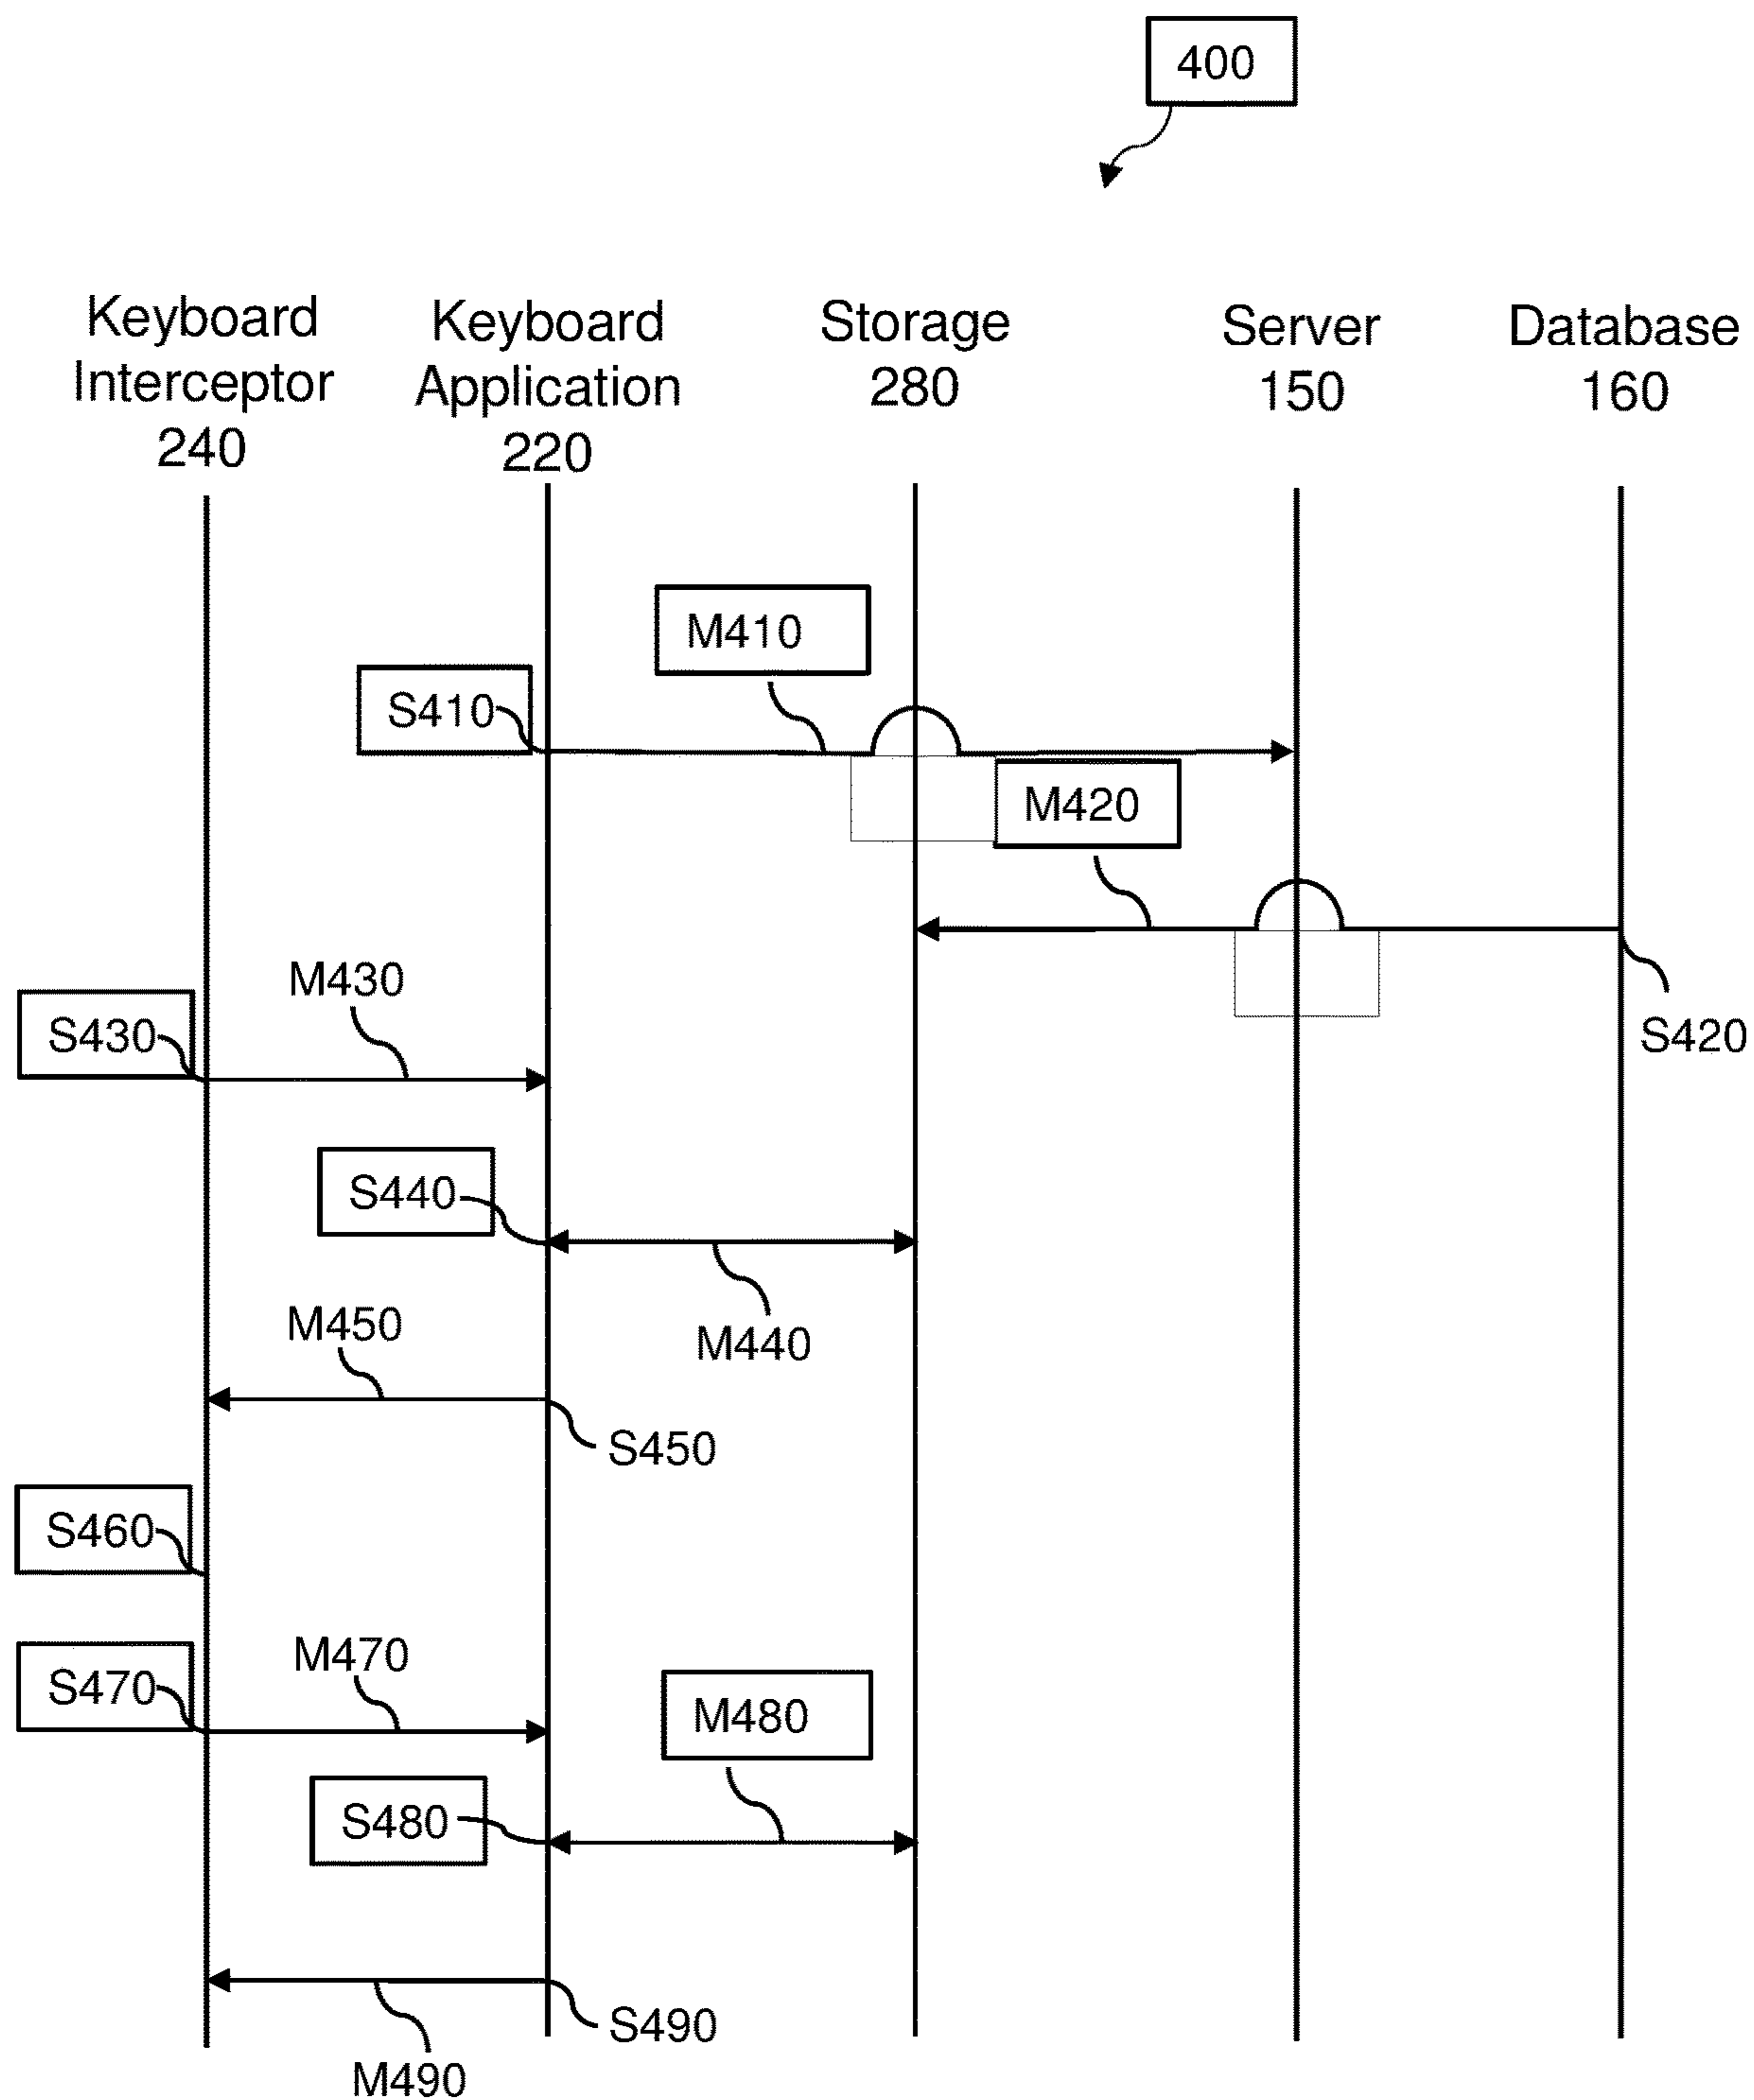 400
Keyboard
Interceptor
240
Keyboard
Application
220
Storage
280
Server
150
Database
160
M410
S410
M420
M430
S430
S420
S440
M450
M440
S450
S460
M470
S470
M480
S480
S490
M490